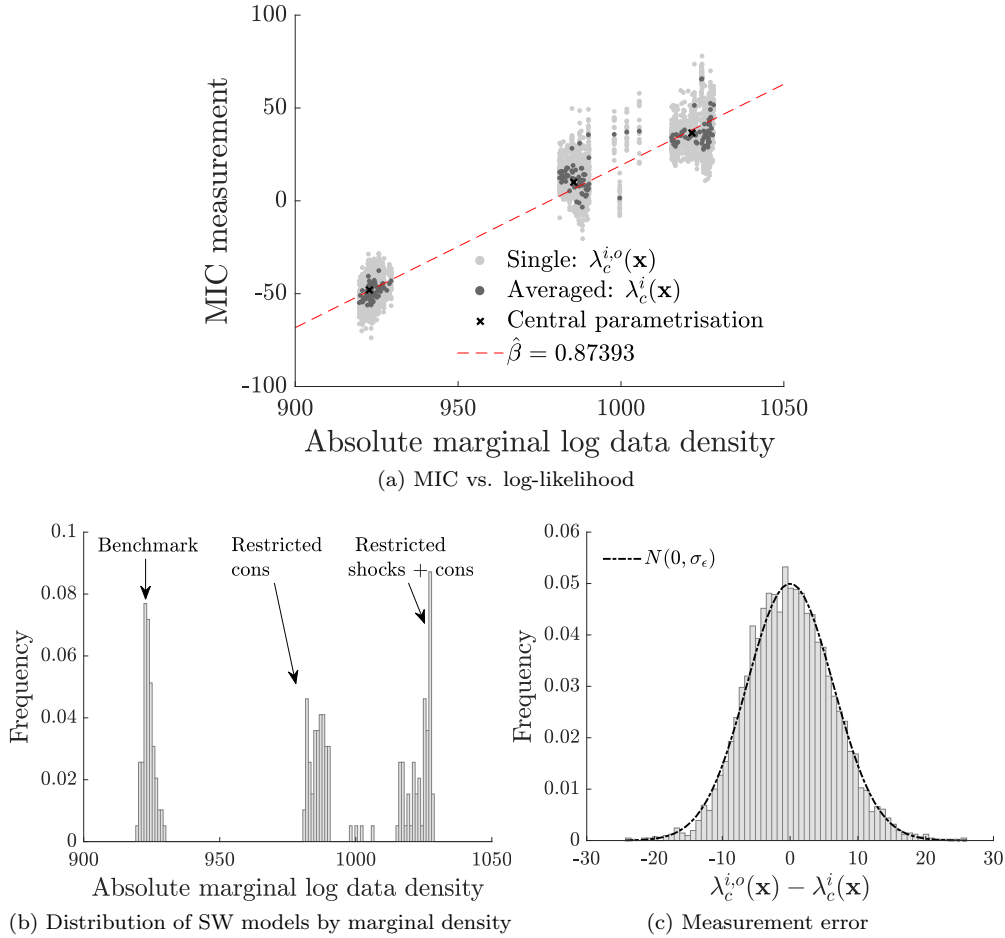 100
50
0
-50
-100
MIC measurement
Single: $\lambda_c^{i,o}(\mathbf{x})$
Averaged: $\lambda_c^{i}(\mathbf{x})$
Central parametrisation
$\hat{\beta} = 0.87393$
900 950 1000 1050
Absolute marginal log data density
(a) MIC vs. log-likelihood
0.1
0.08
0.06
0.04
0.02
0
Frequency
Benchmark
Restricted
cons
Restricted
shocks + cons
900 950 1000 1050
Absolute marginal log data density
(b) Distribution of SW models by marginal density
0.06
0.05
0.04
0.03
0.02
0.01
0
Frequency
$N(0, \sigma_\epsilon)$
-30 -20 -10 0 10 20 30
$\lambda_c^{i,o}(\mathbf{x}) - \lambda_c^{i}(\mathbf{x})$
(c) Measurement error